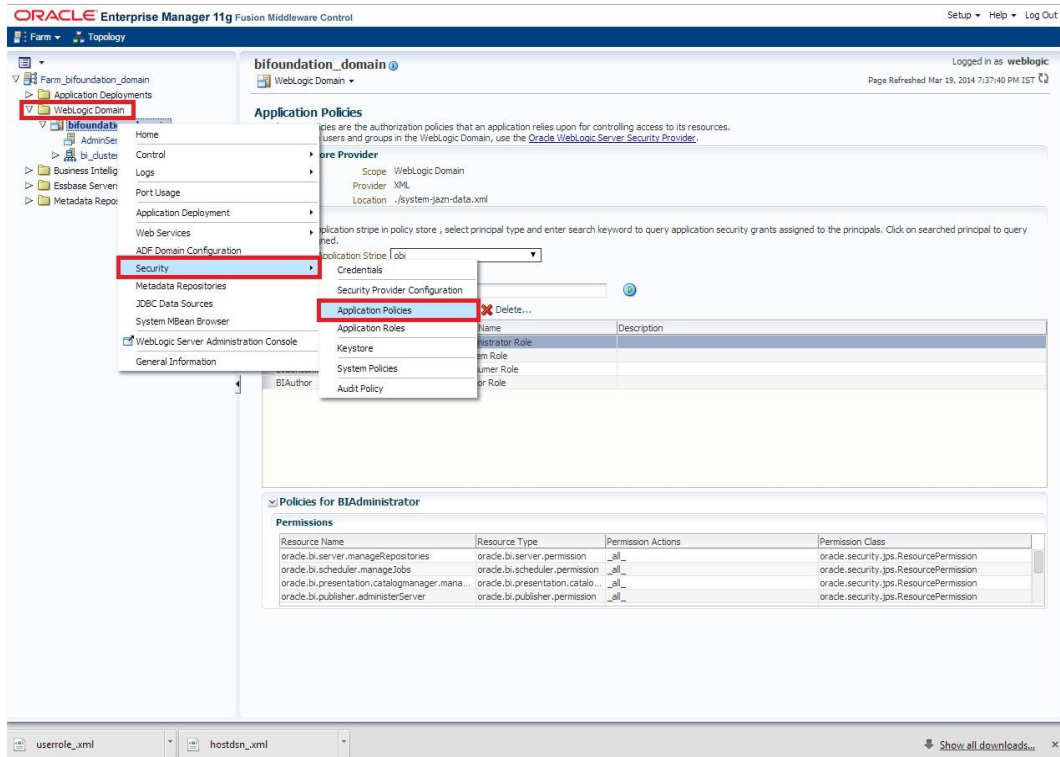 ORACLE Enterprise Manager 11g Fusion Middleware Control
Setup Help Log Out
Farm Topology
Farm_bifoundation_domain
Application Deployments
WebLogic Domain
AdminSer
Business Intellig
Essbase Server
Metadata Repo
bifoundation_domain
Logged in as weblogic
WebLogic Domain
Page Refreshed Mar 19, 2014 7:37:40 PM IST
Application Policies
are the authorization policies that an application relies upon for controlling access to its resources.
users and groups in the WebLogic Domain, use the Oracle WebLogic Server Security Provider.
ore Provider
Scope WebLogic Domain
Provider XML
Location ./system-jazn-data.xml
plication stripe in policy store , select principal type and enter search keyword to query application security grants assigned to the principals. Click on searched principal to query
ned.
plication Stripe obi
Home
Control
Logs
Port Usage
Application Deployment
Web Services
ADF Domain Configuration
Security
Metadata Repositories
JDBC Data Sources
System MBean Browser
WebLogic Server Administration Console
General Information
Credentials
Security Provider Configuration
Application Policies
Application Roles
Keystore
System Policies
Audit Policy
Delete...
Name Description
nistrator Role
em Role
umer Role
BIAuthor or Role
Policies for BIAdministrator
Permissions
Resource Name Resource Type Permission Actions Permission Class
oracle.bi.server.manageRepositories oracle.bi.server.permission _all_ oracle.security.jps.ResourcePermission
oracle.bi.scheduler.manageJobs oracle.bi.scheduler.permission _all_ oracle.security.jps.ResourcePermission
oracle.bi.presentation.catalogmanager.mana... oracle.bi.presentation.catalo... _all_ oracle.security.jps.ResourcePermission
oracle.bi.publisher.administerServer oracle.bi.publisher.permission _all_ oracle.security.jps.ResourcePermission
userrole_.xml hostdsn_.xml Show all downloads...